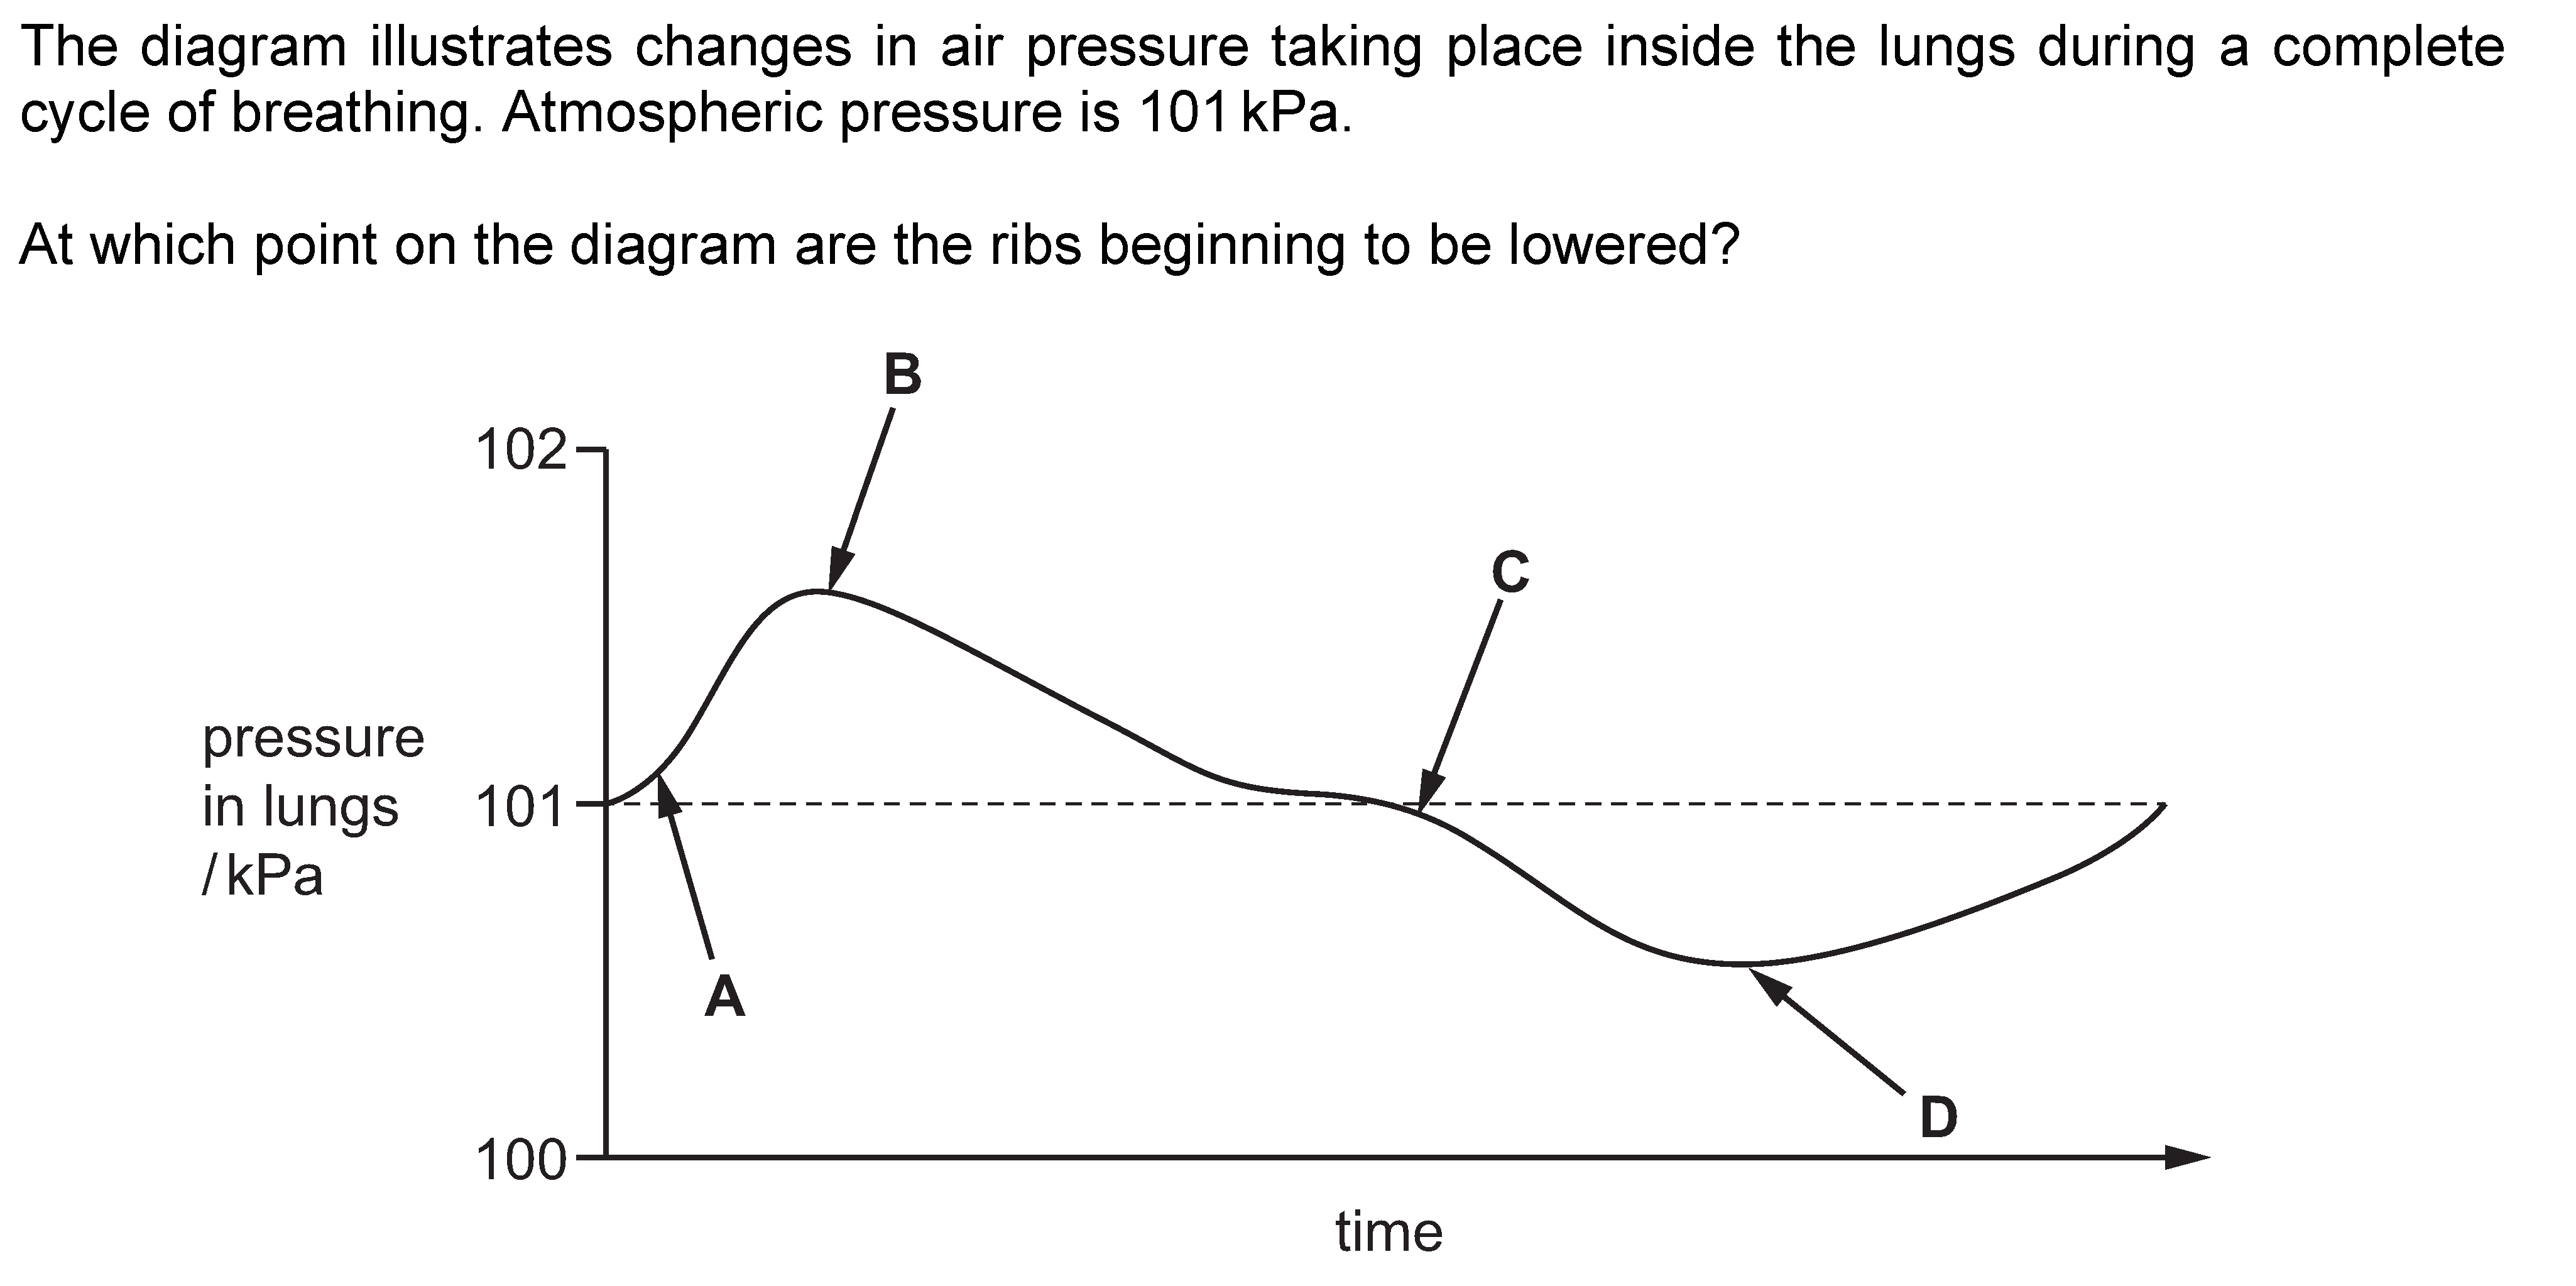 The diagram illustrates changes in air pressure taking place inside the lungs during a complete
cycle of breathing. Atmospheric pressure is 101 kPa.
At which point on the diagram are the ribs beginning to be lowered?
B
102
C
pressure
in lungs
/ kPa
101
A
D
100
time